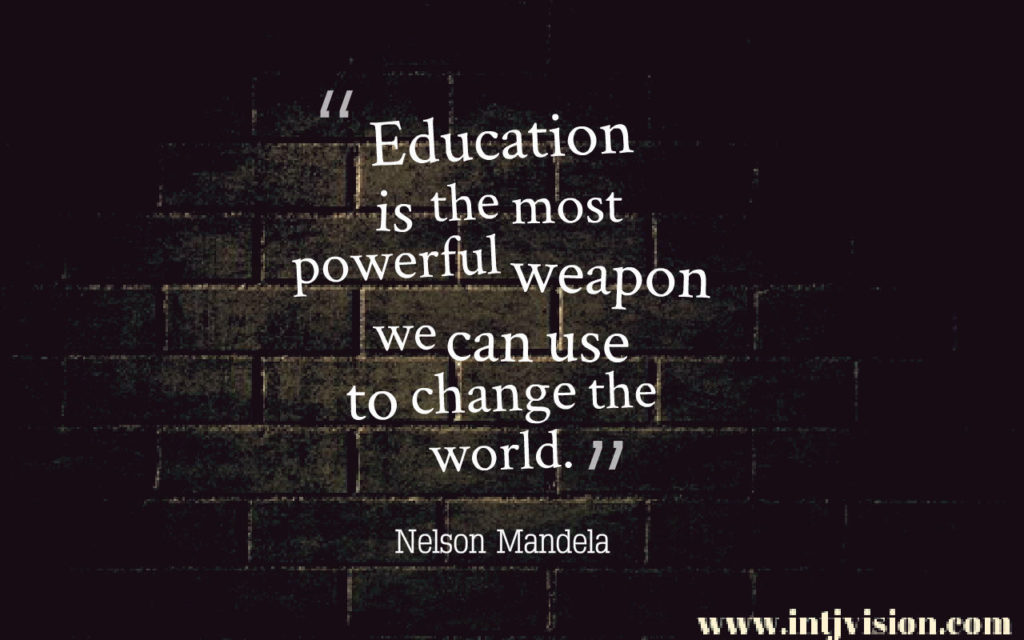 “
Education
is the most
powerful weapon
we can use
to change the
world. ”
Nelson Mandela
www.intjvision.com